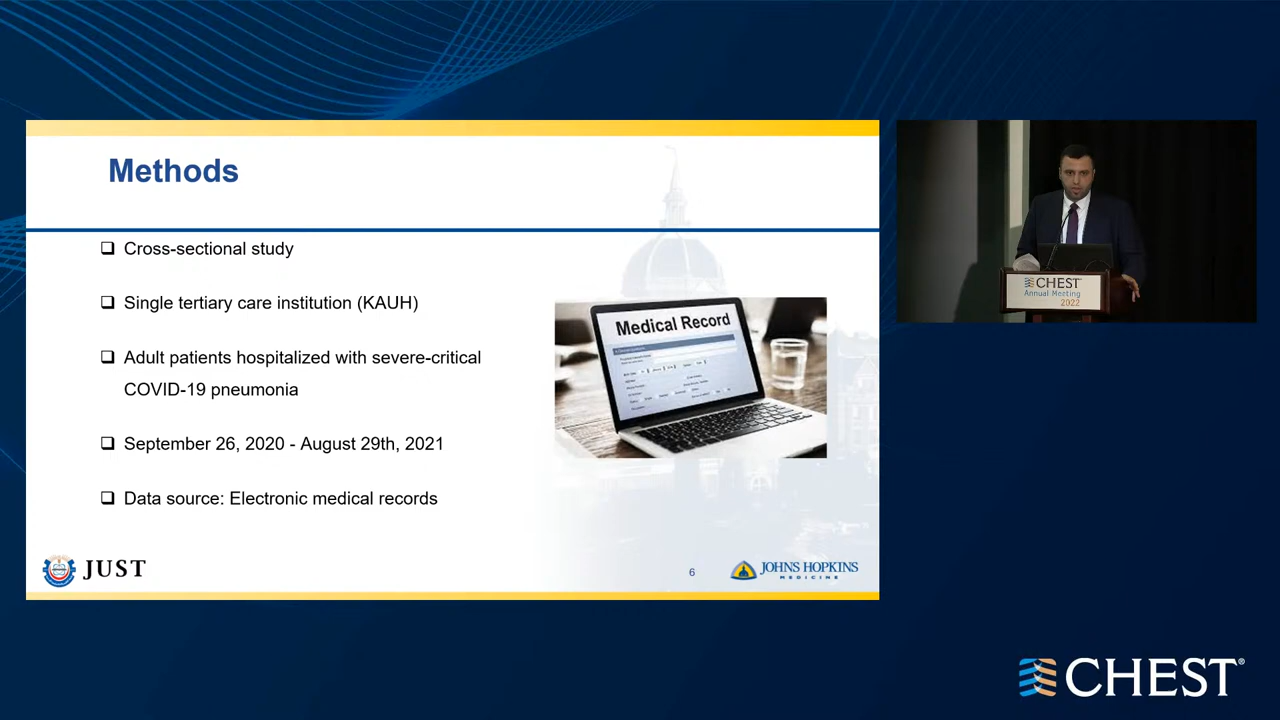 Methods
❑ Cross-sectional study
❑ Single tertiary care institution (KAUH)
❑ Adult patients hospitalized with severe-critical
COVID-19 pneumonia
❑ September 26, 2020 - August 29th, 2021
❑ Data source: Electronic medical records
Medical Record
JUST
6
JOHNS HOPKINS
MEDICINE
CHEST
Annual Meeting
2022
CHEST®